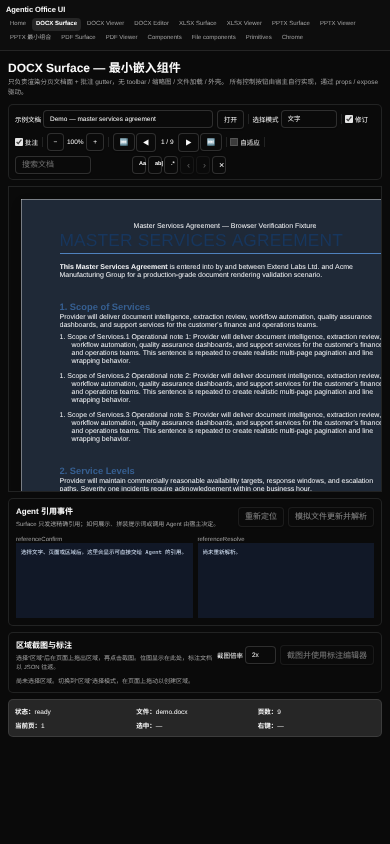 Agentic Office UI
Home DOCX Surface DOCX Viewer DOCX Editor XLSX Surface XLSX Viewer PPTX Surface PPTX Viewer
PPTX 最小组合 PDF Surface PDF Viewer Components File components Primitives Chrome
DOCX Surface — 最小嵌入组件
只负责渲染分页文档面 + 批注 gutter，无 toolbar / 缩略图 / 文件加载 / 外壳。所有控制按钮由宿主自行实现，通过 props / expose
驱动。
示例文档 Demo — master services agreement 打开 选择模式 文字 修订
批注 − 100% + 1 / 9 自适应
搜索文档 Aa ab| .* ‹ › ✕
Master Services Agreement — Browser Verification Fixture
MASTER SERVICES AGREEMENT
This Master Services Agreement is entered into by and between Extend Labs Ltd. and Acme
Manufacturing Group for a production-grade document rendering validation scenario.
1. Scope of Services
Provider will deliver document intelligence, extraction review, workflow automation, quality assurance
dashboards, and support services for the customer's finance and operations teams.
1. Scope of Services.1 Operational note 1: Provider will deliver document intelligence, extraction review,
workflow automation, quality assurance dashboards, and support services for the customer's finance
and operations teams. This sentence is repeated to create realistic multi-page pagination and line
wrapping behavior.
1. Scope of Services.2 Operational note 2: Provider will deliver document intelligence, extraction review,
workflow automation, quality assurance dashboards, and support services for the customer's finance
and operations teams. This sentence is repeated to create realistic multi-page pagination and line
wrapping behavior.
1. Scope of Services.3 Operational note 3: Provider will deliver document intelligence, extraction review,
workflow automation, quality assurance dashboards, and support services for the customer's finance
and operations teams. This sentence is repeated to create realistic multi-page pagination and line
wrapping behavior.
2. Service Levels
Provider will maintain commercially reasonable availability targets, response windows, and escalation
paths. Severity one incidents require acknowledgement within one business hour.
Agent 引用事件
Surface 只发送精确引用；如何展示、拼装提示词或调用 Agent 由宿主决定。
重新定位 模拟文件更新并解析
referenceConfirm referenceResolve
选择文字、页面或区域后，这里会显示可直接交给 Agent 的引用。 尚未重新解析。
区域截图与标注
选择"区域"后在页面上拖出区域，再点击截图。位图显示在此处，标注文档
以 JSON 往返。
截图倍率 2x 截图并使用标注编辑器
尚未选择区域。切换到"区域"选择模式，在页面上拖动以创建区域。
状态: ready 文件: demo.docx 页数: 9
当前页: 1 选中: — 右键: —